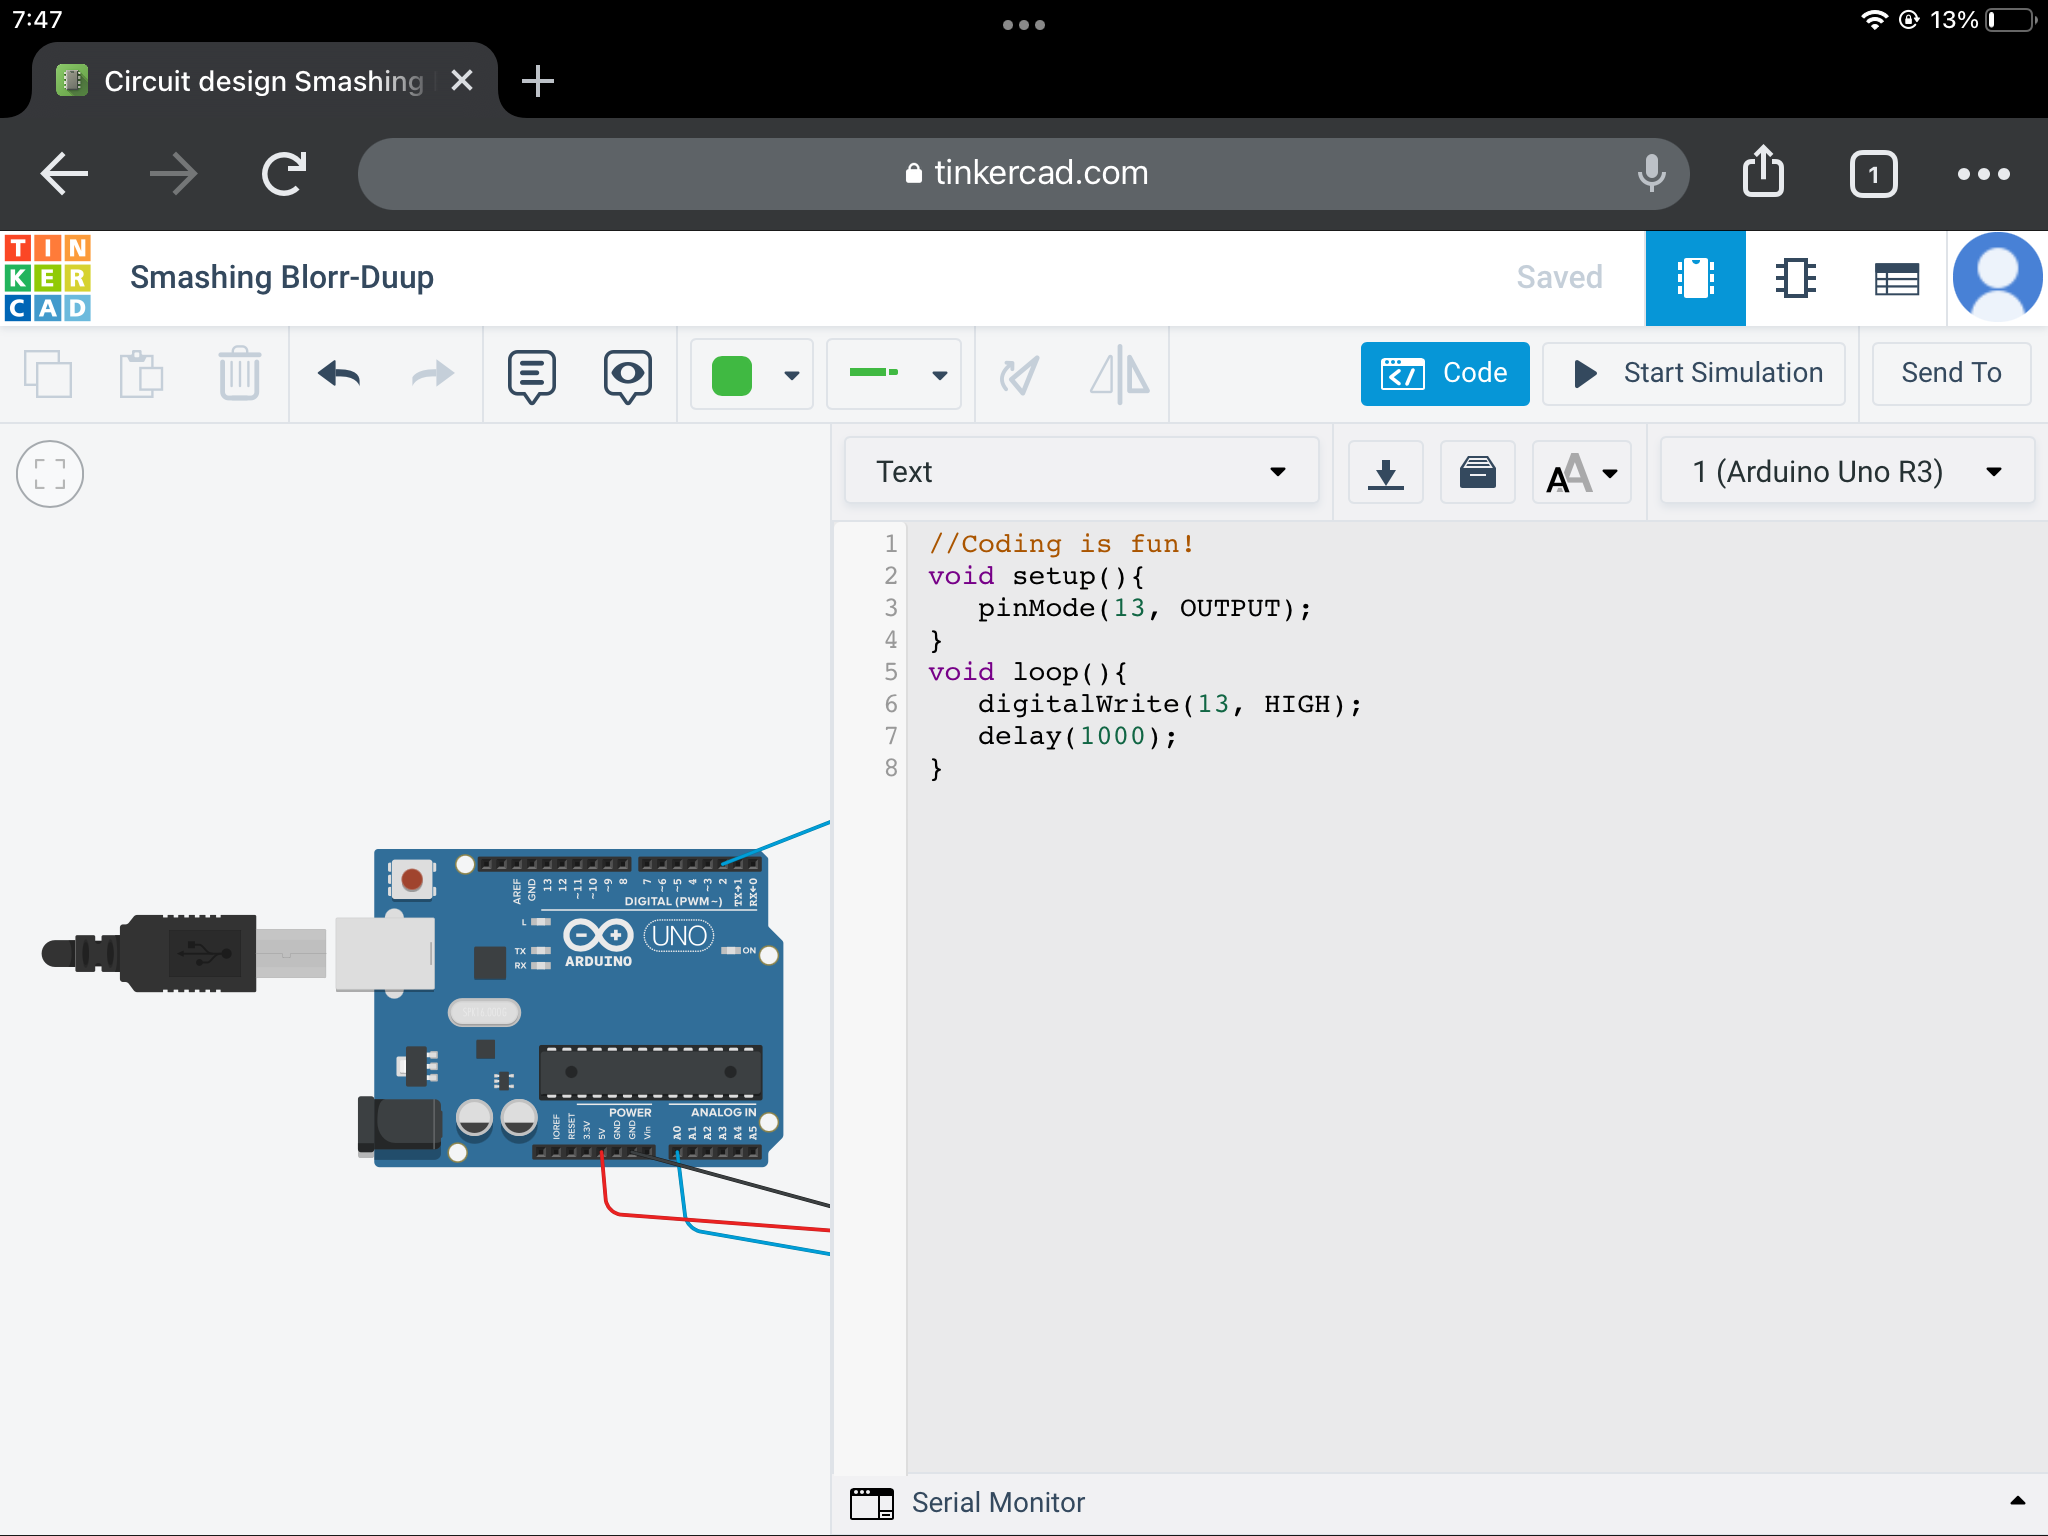 7:47
13%
Circuit design Smashing
tinkercad.com
1
TIN
KER
CAD
Smashing Blorr-Duup
Saved
Code
Start Simulation
Send To
Text
AA
1 (Arduino Uno R3)
1 //Coding is fun!
2 void setup(){
3 pinMode(13, OUTPUT);
4 }
5 void loop(){
6 digitalWrite(13, HIGH);
7 delay(1000);
8 }
AREF GND 13 12 ~11 ~10 ~9 8 7 ~6 ~5 4 ~3 2 TX→1 RX←0
DIGITAL (PWM~)
L
TX
RX
UNO
ON
ARDUINO
POWER
ANALOG IN
IOREF RESET 3.3V 5V GND GND Vin A0 A1 A2 A3 A4 A5
Serial Monitor